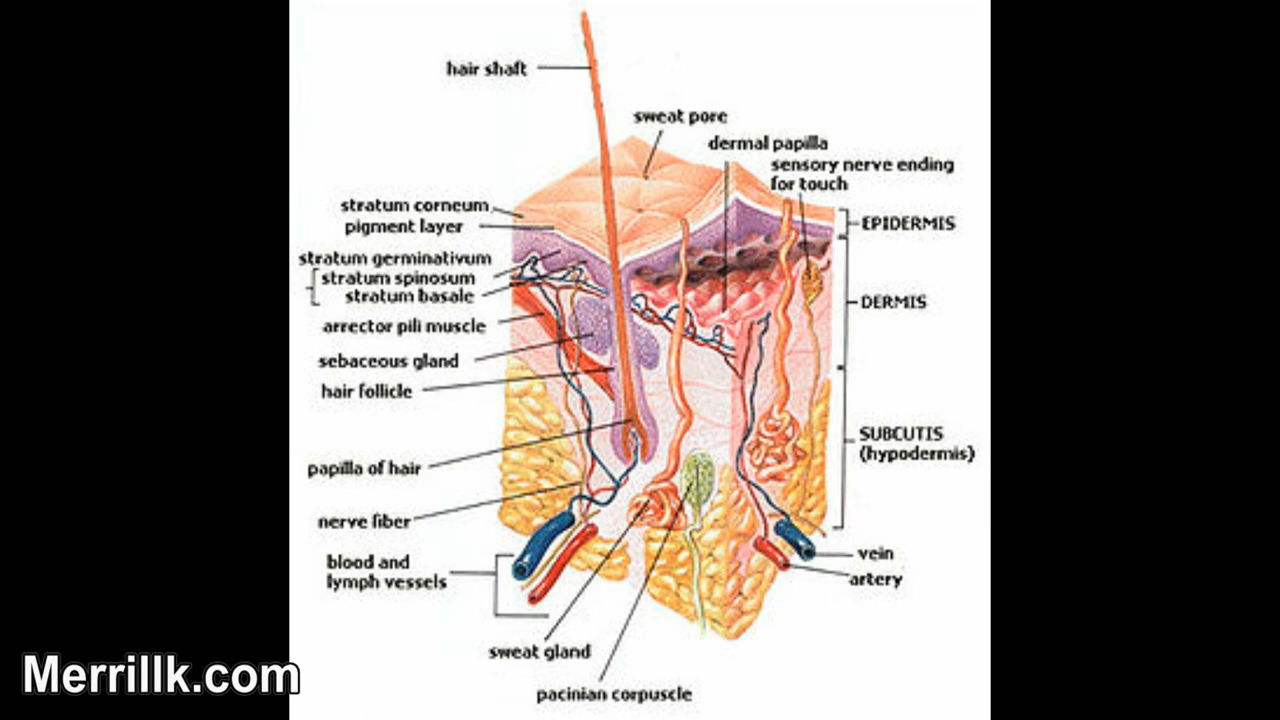 hair shaft
sweat pore
dermal papilla
sensory nerve ending
for touch
stratum corneum
pigment layer
EPIDERMIS
stratum germinativum
stratum spinosum
stratum basale
DERMIS
arrector pili muscle
sebaceous gland
hair follicle
SUBCUTIS
(hypodermis)
papilla of hair
nerve fiber
blood and
lymph vessels
vein
artery
sweat gland
pacinian corpuscle
Merrillk.com